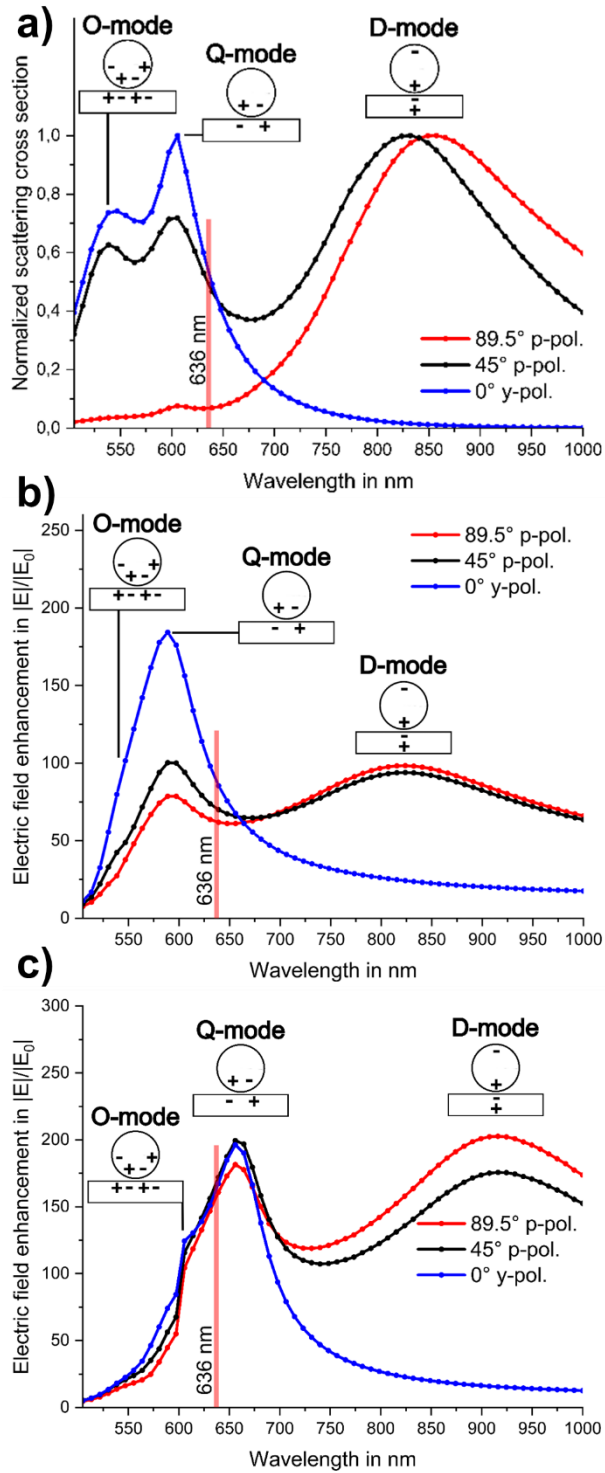 a)
O-mode
Q-mode
D-mode
- +
+ -
+- +-
+ -
- +
-
+
-
+
Normalized scattering cross section
1,0
0,8
0,6
0,4
0,2
0,0
636 nm
89.5° p-pol.
45° p-pol.
0° y-pol.
550 600 650 700 750 800 850 900 950 1000
Wavelength in nm
b)
O-mode
Q-mode
D-mode
- +
+ -
+- +-
+ -
- +
-
+
-
+
Electric field enhancement in |E|/|E₀|
250
200
150
100
50
0
636 nm
89.5° p-pol.
45° p-pol.
0° y-pol.
550 600 650 700 750 800 850 900 950 1000
Wavelength in nm
c)
O-mode
Q-mode
D-mode
- +
+ -
+- +-
+ -
- +
-
+
-
+
Electric field enhancement in |E|/|E₀|
300
250
200
150
100
50
0
636 nm
89.5° p-pol.
45° p-pol.
0° y-pol.
550 600 650 700 750 800 850 900 950 1000
Wavelength in nm